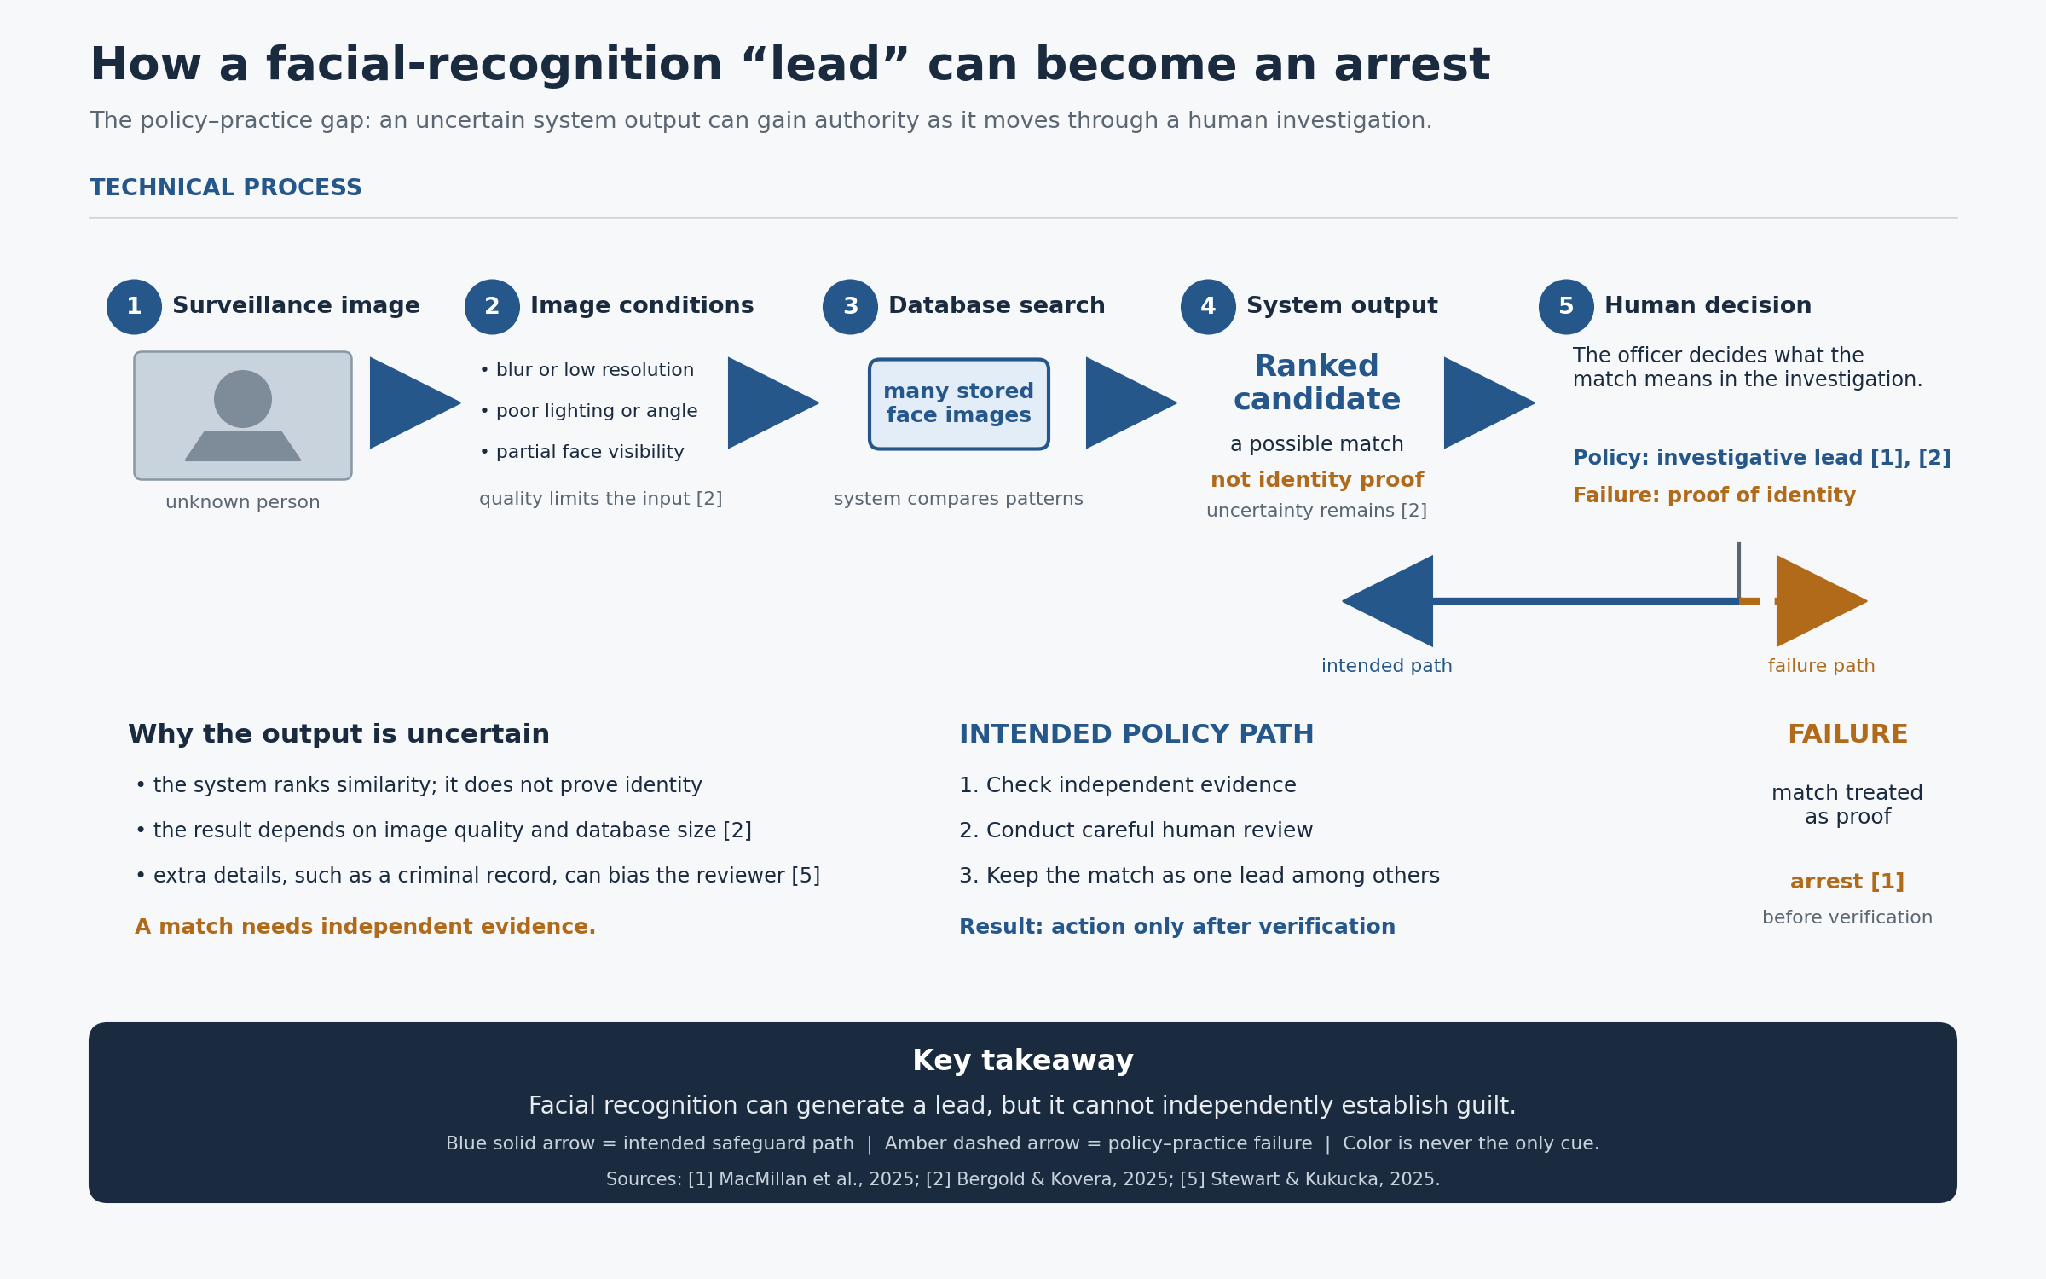 How a facial-recognition “lead” can become an arrest
The policy–practice gap: an uncertain system output can gain authority as it moves through a human investigation.
TECHNICAL PROCESS
1 Surveillance image
unknown person
2 Image conditions
• blur or low resolution
• poor lighting or angle
• partial face visibility
quality limits the input [2]
3 Database search
many stored
face images
system compares patterns
4 System output
Ranked
candidate
a possible match
not identity proof
uncertainty remains [2]
5 Human decision
The officer decides what the
match means in the investigation.
Policy: investigative lead [1], [2]
Failure: proof of identity
intended path
failure path
Why the output is uncertain
• the system ranks similarity; it does not prove identity
• the result depends on image quality and database size [2]
• extra details, such as a criminal record, can bias the reviewer [5]
A match needs independent evidence.
INTENDED POLICY PATH
1. Check independent evidence
2. Conduct careful human review
3. Keep the match as one lead among others
Result: action only after verification
FAILURE
match treated
as proof
arrest [1]
before verification
Key takeaway
Facial recognition can generate a lead, but it cannot independently establish guilt.
Blue solid arrow = intended safeguard path | Amber dashed arrow = policy–practice failure | Color is never the only cue.
Sources: [1] MacMillan et al., 2025; [2] Bergold & Kovera, 2025; [5] Stewart & Kukucka, 2025.